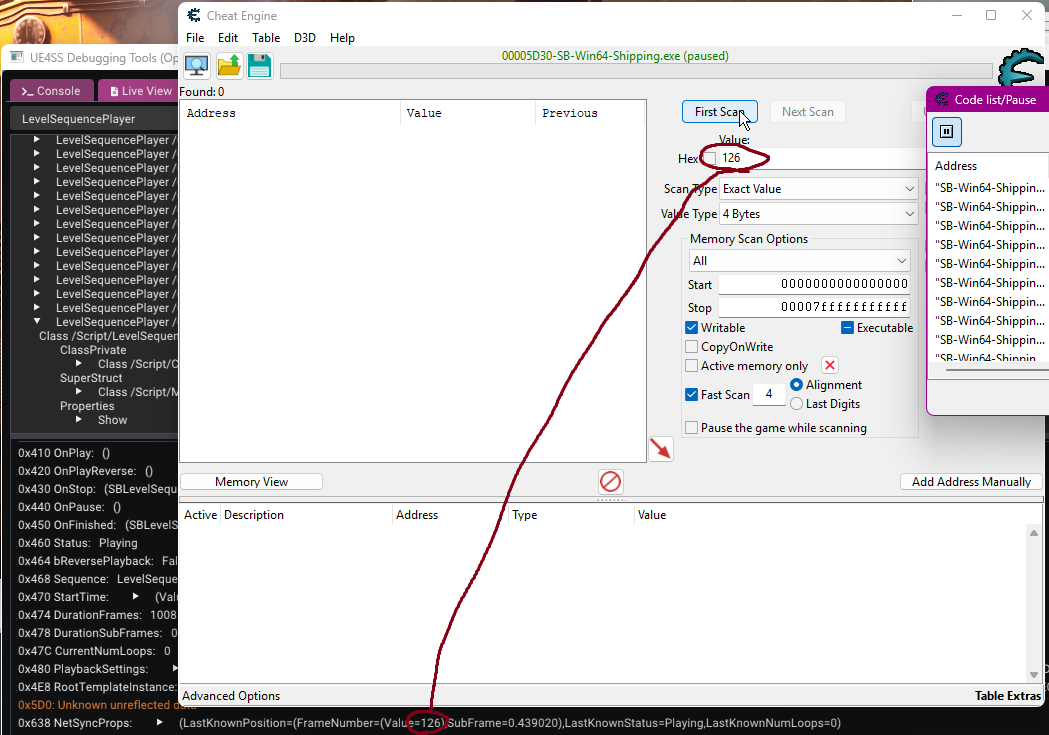 Cheat Engine
File Edit Table D3D Help
00005D30-SB-Win64-Shipping.exe (paused)
UE4SS Debugging Tools (Op
>_ Console
Live View
LevelSequencePlayer
LevelSequencePlayer /
LevelSequencePlayer /
LevelSequencePlayer /
LevelSequencePlayer /
LevelSequencePlayer /
LevelSequencePlayer /
LevelSequencePlayer /
LevelSequencePlayer /
LevelSequencePlayer /
LevelSequencePlayer /
LevelSequencePlayer /
LevelSequencePlayer /
LevelSequencePlayer /
LevelSequencePlayer /
Class /Script/LevelSequen
ClassPrivate
Class /Script/C
SuperStruct
Class /Script/M
Properties
Show
0x410 OnPlay: ()
0x420 OnPlayReverse: ()
0x430 OnStop: (SBLevelSequ
0x440 OnPause: ()
0x450 OnFinished: (SBLevelS
0x460 Status: Playing
0x464 bReversePlayback: Fal
0x468 Sequence: LevelSeque
0x470 StartTime: (Val
0x474 DurationFrames: 1008
0x478 DurationSubFrames: 0
0x47C CurrentNumLoops: 0
0x480 PlaybackSettings:
0x4E8 RootTemplateInstance:
0x5D0: Unknown unreflected data
0x638 NetSyncProps: (LastKnownPosition=(FrameNumber=(Value=126),SubFrame=0.439020),LastKnownStatus=Playing,LastKnownNumLoops=0)
Found: 0
Address Value Previous
First Scan
Next Scan
Value:
Hex 126
Scan Type Exact Value
Value Type 4 Bytes
Memory Scan Options
All
Start 0000000000000000
Stop 00007fffffffffff
Writable Executable
CopyOnWrite
Active memory only
Fast Scan 4 Alignment
Last Digits
Pause the game while scanning
Memory View
Add Address Manually
Active Description Address Type Value
Advanced Options
Table Extras
Code list/Pause
Address
"SB-Win64-Shippin...
"SB-Win64-Shippin...
"SB-Win64-Shippin...
"SB-Win64-Shippin...
"SB-Win64-Shippin...
"SB-Win64-Shippin...
"SB-Win64-Shippin...
"SB-Win64-Shippin...
"SB-Win64-Shippin...
"SB-Win64-Shippin